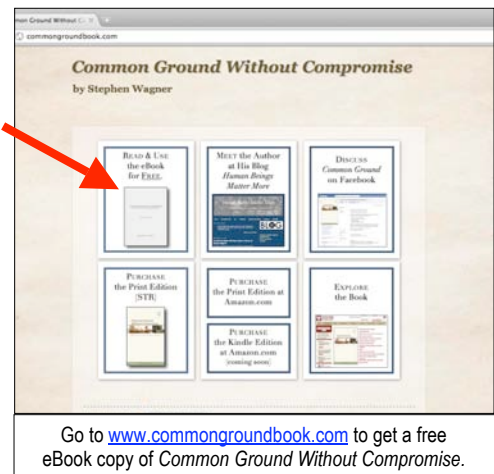 mmon Ground Without C
commongroundbook.com
Common Ground Without Compromise
by Stephen Wagner
READ & USE
the eBook
for FREE
MEET the Author
at His Blog
Human Beings
Matter More
BLOG
DISCUSS
Common Ground
on Facebook
PURCHASE
the Print Edition
[STR]
PURCHASE
the Print Edition at
Amazon.com
PURCHASE
the Kindle Edition
at Amazon.com
(coming soon)
EXPLORE
the Book
Go to www.commongroundbook.com to get a free
eBook copy of Common Ground Without Compromise.